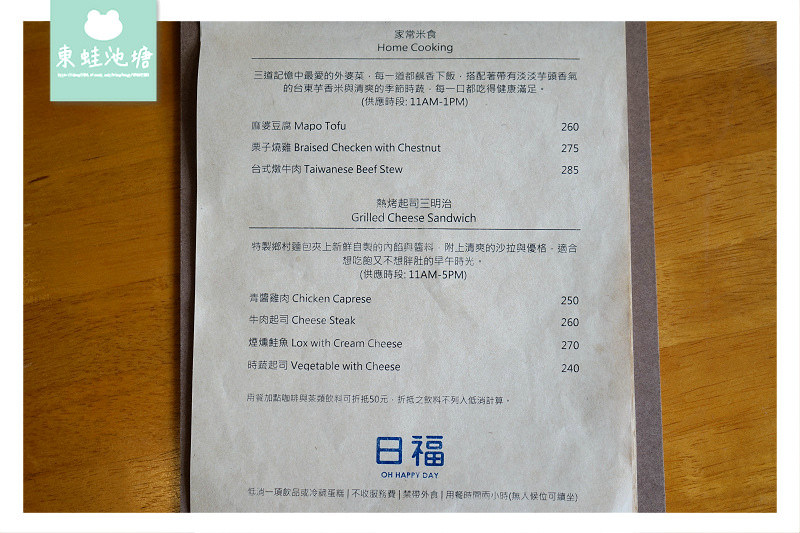 東蛙池塘
家常米食
Home Cooking
三道記憶中最愛的外婆菜，每一道都鹹香下飯，搭配著帶有淡淡芋頭香氣
的台東芋香米與清爽的季節時蔬，每一口都吃得健康滿足。
(供應時段: 11AM-1PM)
麻婆豆腐 Mapo Tofu 260
栗子燒雞 Braised Checken with Chestnut 275
台式燉牛肉 Taiwanese Beef Stew 285
熱烤起司三明治
Grilled Cheese Sandwich
特製鄉村麵包夾上新鮮自製的內餡與醬料，附上清爽的沙拉與優格，適合
想吃飽又不想胖肚的早午時光。
(供應時段: 11AM-5PM)
青醬雞肉 Chicken Caprese 250
牛肉起司 Cheese Steak 260
煙燻鮭魚 Lox with Cream Cheese 270
時蔬起司 Vegetable with Cheese 240
用餐加點咖啡與茶類飲料可折抵50元，折抵之飲料不列入低消計算。
日福
OH HAPPY DAY
低消一項飲品或冷藏蛋糕 | 不收服務費 | 禁帶外食 | 用餐時間兩小時(無人候位可續坐)